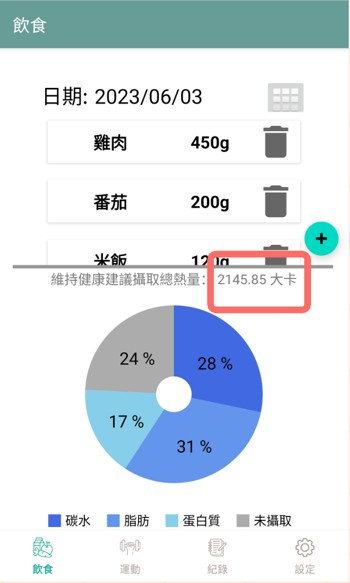 飲食
日期: 2023/06/03
雞肉 450g
番茄 200g
米飯 120g
+
維持健康建議攝取總熱量: 2145.85 大卡
24 %
28 %
17 %
31 %
碳水 脂肪 蛋白質 未攝取
飲食 運動 紀錄 設定